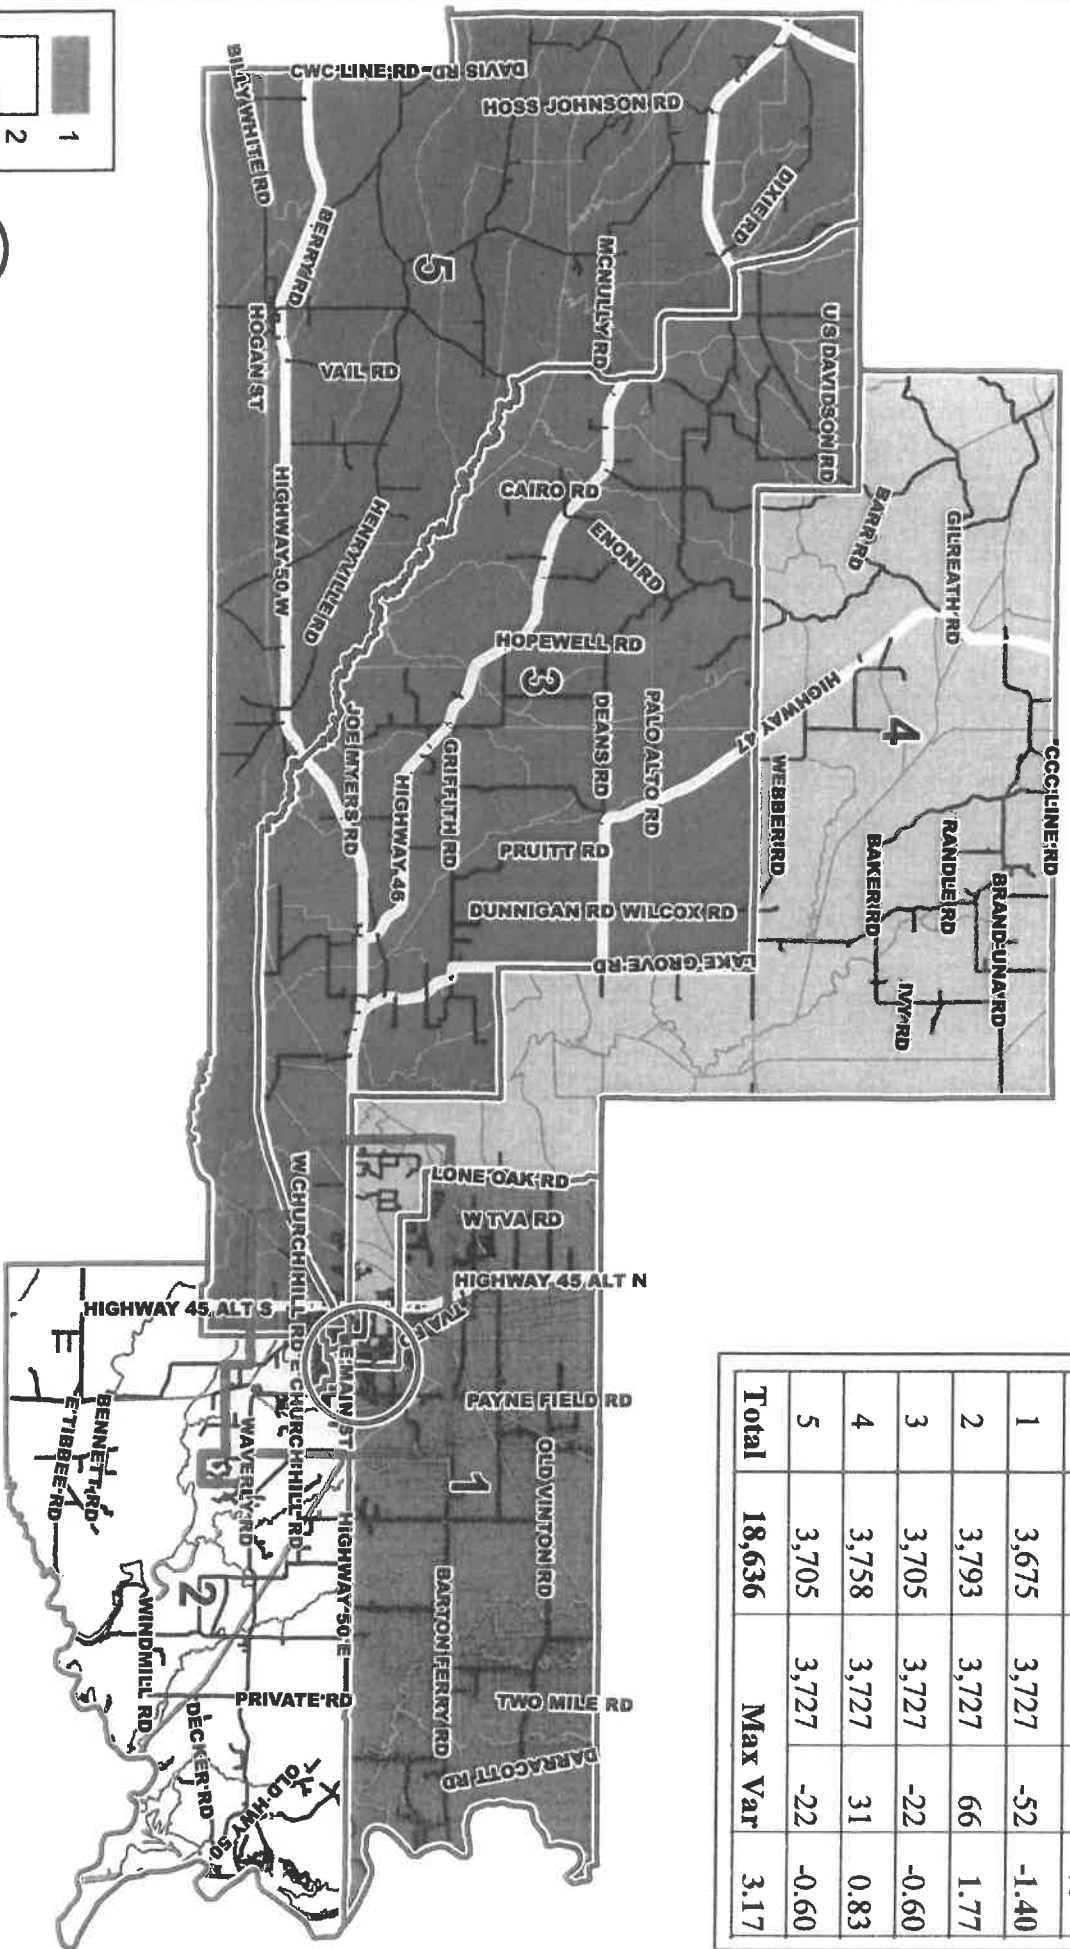 1
2
BILLY WHITE RD
CWC LINE RD
DAVIS RD
HOSS JOHNSON RD
DIXIE RD
BERRY RD
5
MCNULLY RD
HOGAN ST
VAIL RD
U S DAVIDSON RD
HIGHWAY 50 W
HENRYVILLE RD
CAIRO RD
ENON RD
BARR RD
GILREATH RD
HOPEWELL RD
3
JOE MYERS RD
HIGHWAY 46
GRIFFITH RD
DEANS RD
PALO ALTO RD
HIGHWAY 47
4
WEBBER RD
CCC LINE RD
BAKER RD
RANDLE RD
BRAND-UNA RD
IVY RD
PRUITT RD
DUNNIGAN RD
WILCOX RD
LAKE GROVE RD
W CHURCH HILL RD
E CHURCH HILL RD
LONE OAK RD
W TVA RD
HIGHWAY 45 ALT N
HIGHWAY 45 ALT S
E MAIN ST
PAYNE FIELD RD
1
OLD VINTON RD
BENNETT RD
E TIBBEE RD
WAVERLY RD
HIGHWAY 50 E
2
WINDMILL RD
BARTON FERRY RD
PRIVATE RD
TWO MILE RD
DECKER RD
OLD HWY 50
DARRACOTT RD
1 3,675 3,727 -52 -1.40
2 3,793 3,727 66 1.77
3 3,705 3,727 -22 -0.60
4 3,758 3,727 31 0.83
5 3,705 3,727 -22 -0.60
Total 18,636 Max Var 3.17